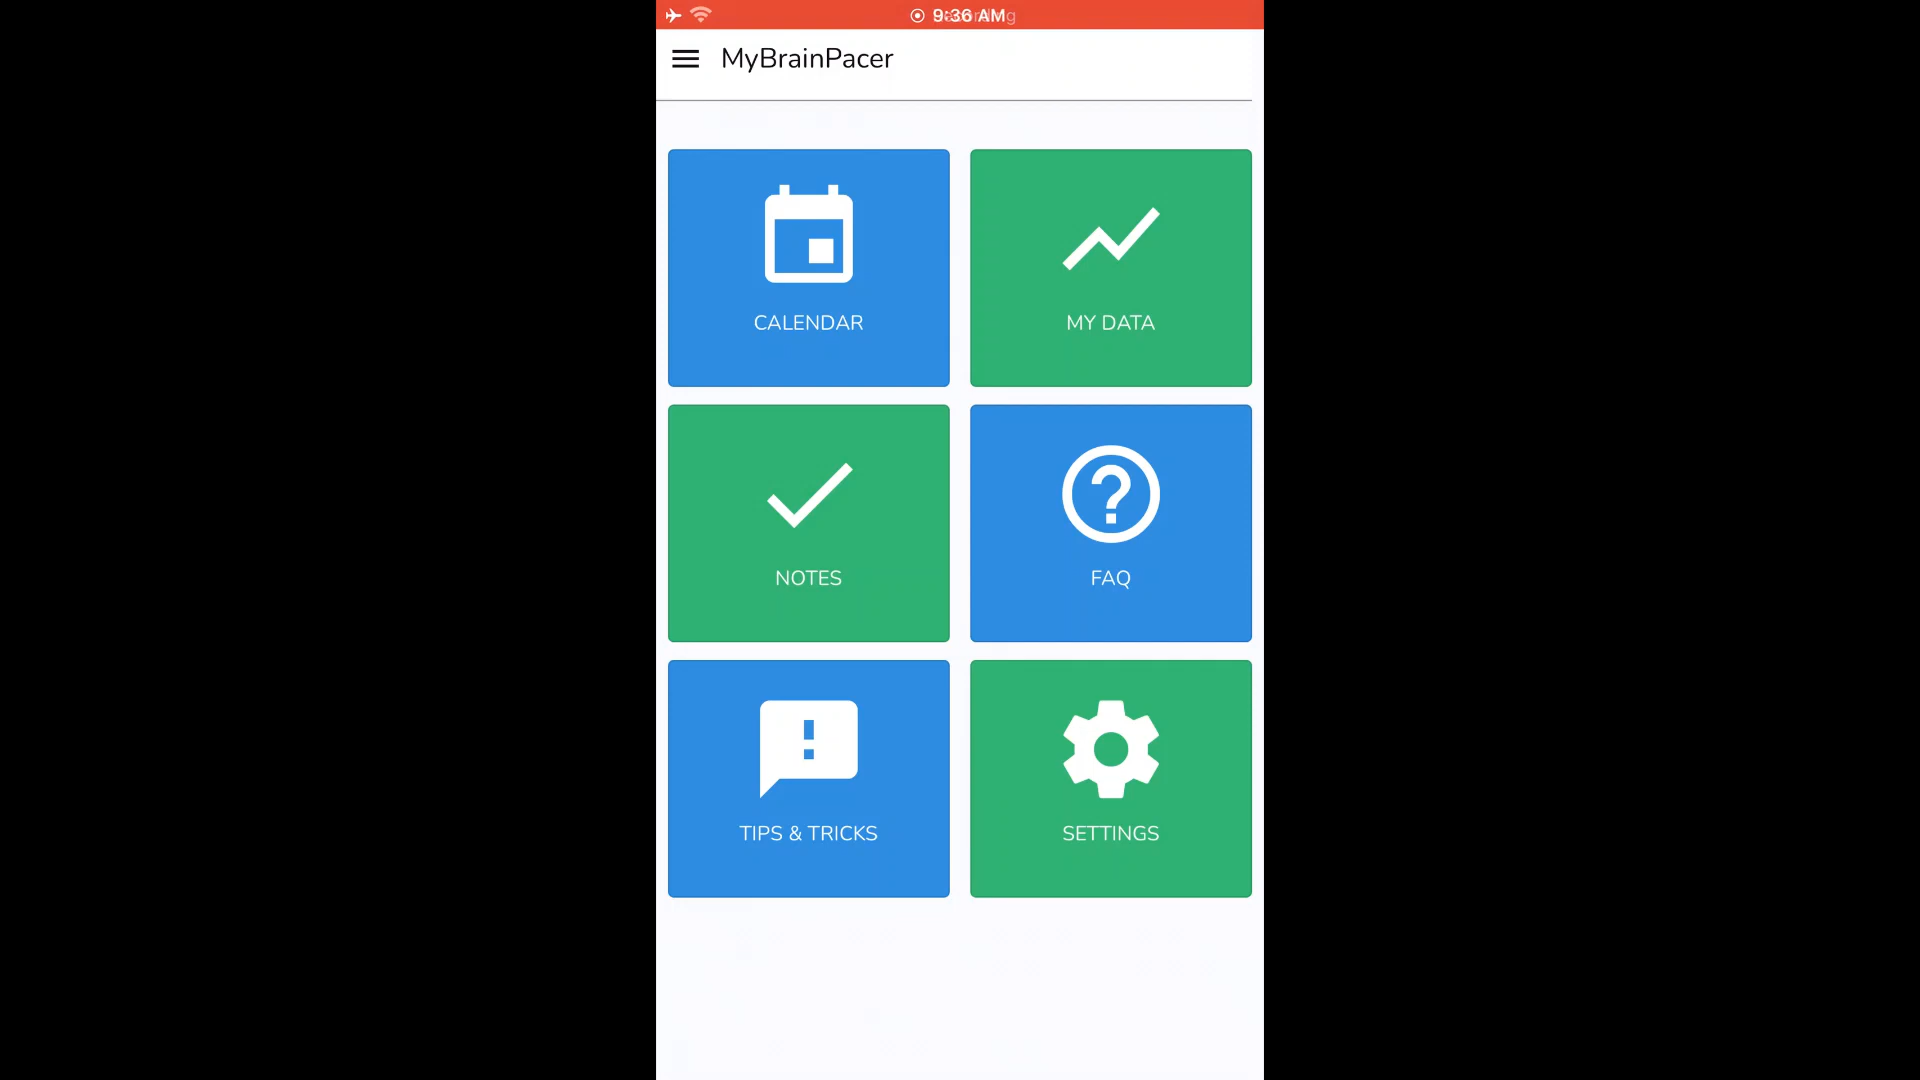 9:36 AM
MyBrainPacer
CALENDAR
MY DATA
NOTES
FAQ
TIPS & TRICKS
SETTINGS